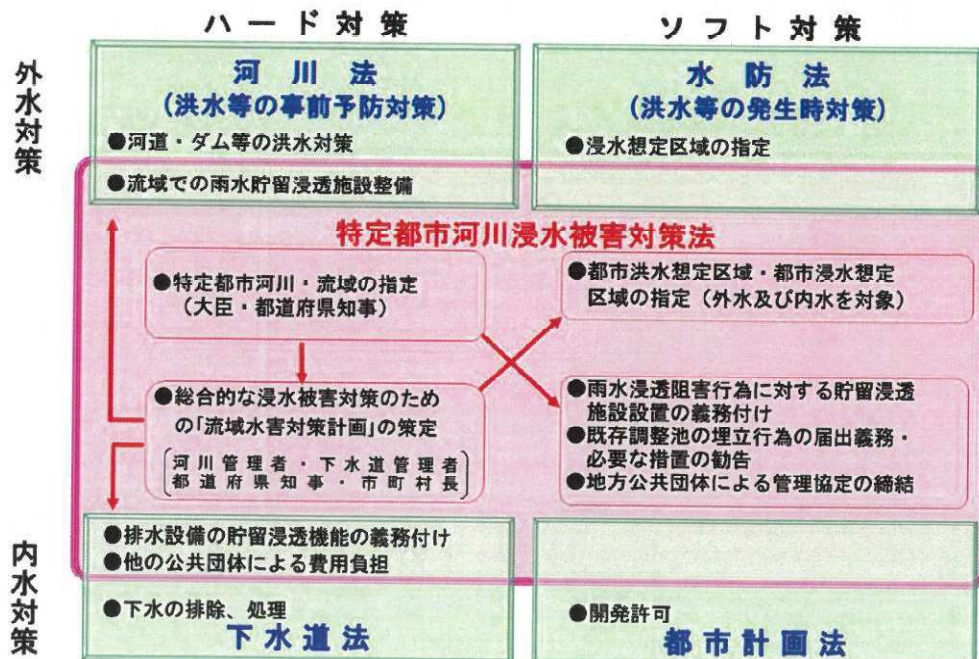 ハード対策
ソフト対策
外水対策
河川法
(洪水等の事前予防対策)
●河道・ダム等の洪水対策
●流域での雨水貯留浸透施設整備
水防法
(洪水等の発生時対策)
●浸水想定区域の指定
特定都市河川浸水被害対策法
●特定都市河川・流域の指定
(大臣・都道府県知事)
●都市洪水想定区域・都市浸水想定
区域の指定(外水及び内水を対象)
●総合的な浸水被害対策のため
の「流域水害対策計画」の策定
河川管理者・下水道管理者
都道府県知事・市町村長
●雨水浸透阻害行為に対する貯留浸透
施設設置の義務付け
●既存調整池の埋立行為の届出義務・
必要な措置の勧告
●地方公共団体による管理協定の締結
内水対策
●排水設備の貯留浸透機能の義務付け
●他の公共団体による費用負担
●下水の排除、処理
下水道法
●開発許可
都市計画法